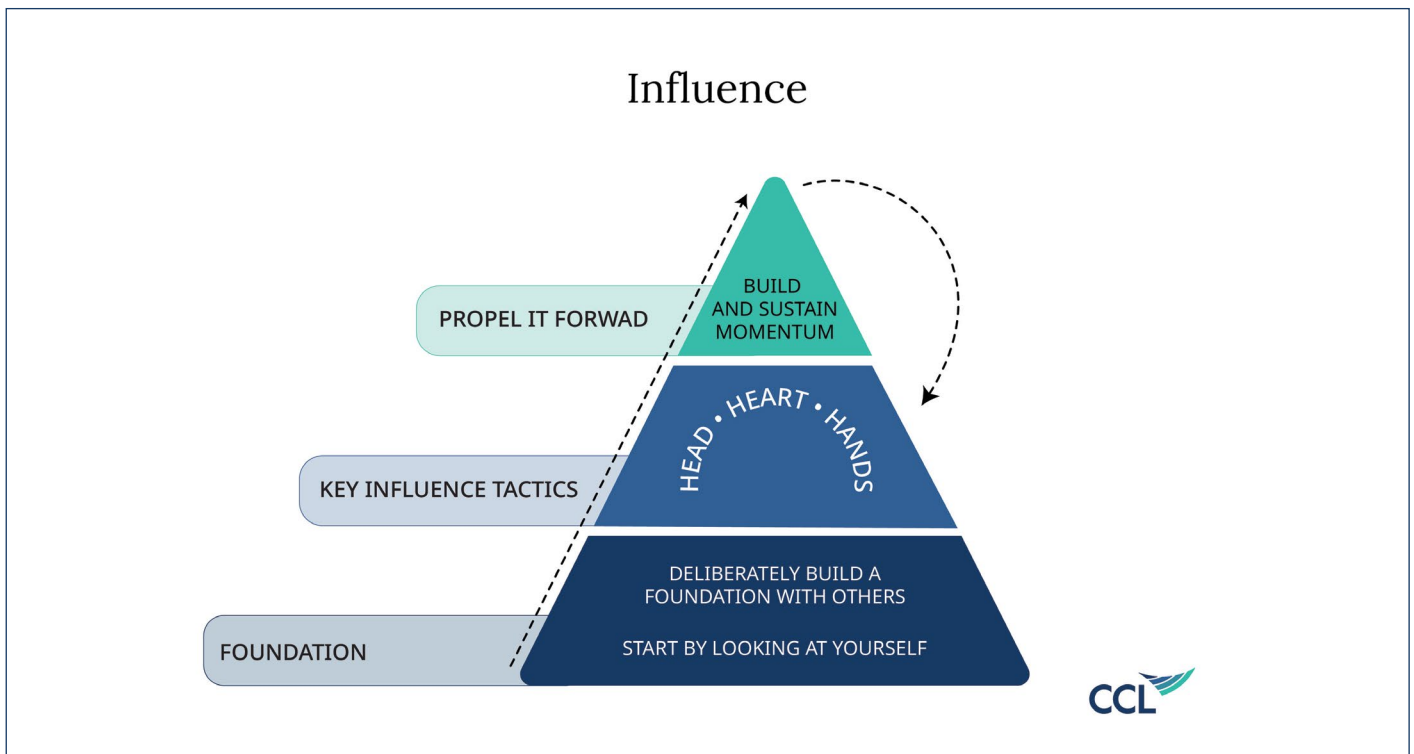 Influence
PROPEL IT FORWAD
BUILD
AND SUSTAIN
MOMENTUM
KEY INFLUENCE TACTICS
HEAD • HEART • HANDS
FOUNDATION
DELIBERATELY BUILD A
FOUNDATION WITH OTHERS
START BY LOOKING AT YOURSELF
CCL